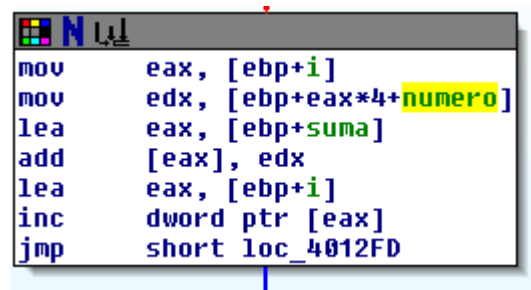 N
mov eax, [ebp+i]
mov edx, [ebp+eax*4+numero]
lea eax, [ebp+suma]
add [eax], edx
lea eax, [ebp+i]
inc dword ptr [eax]
jmp short loc_4012FD